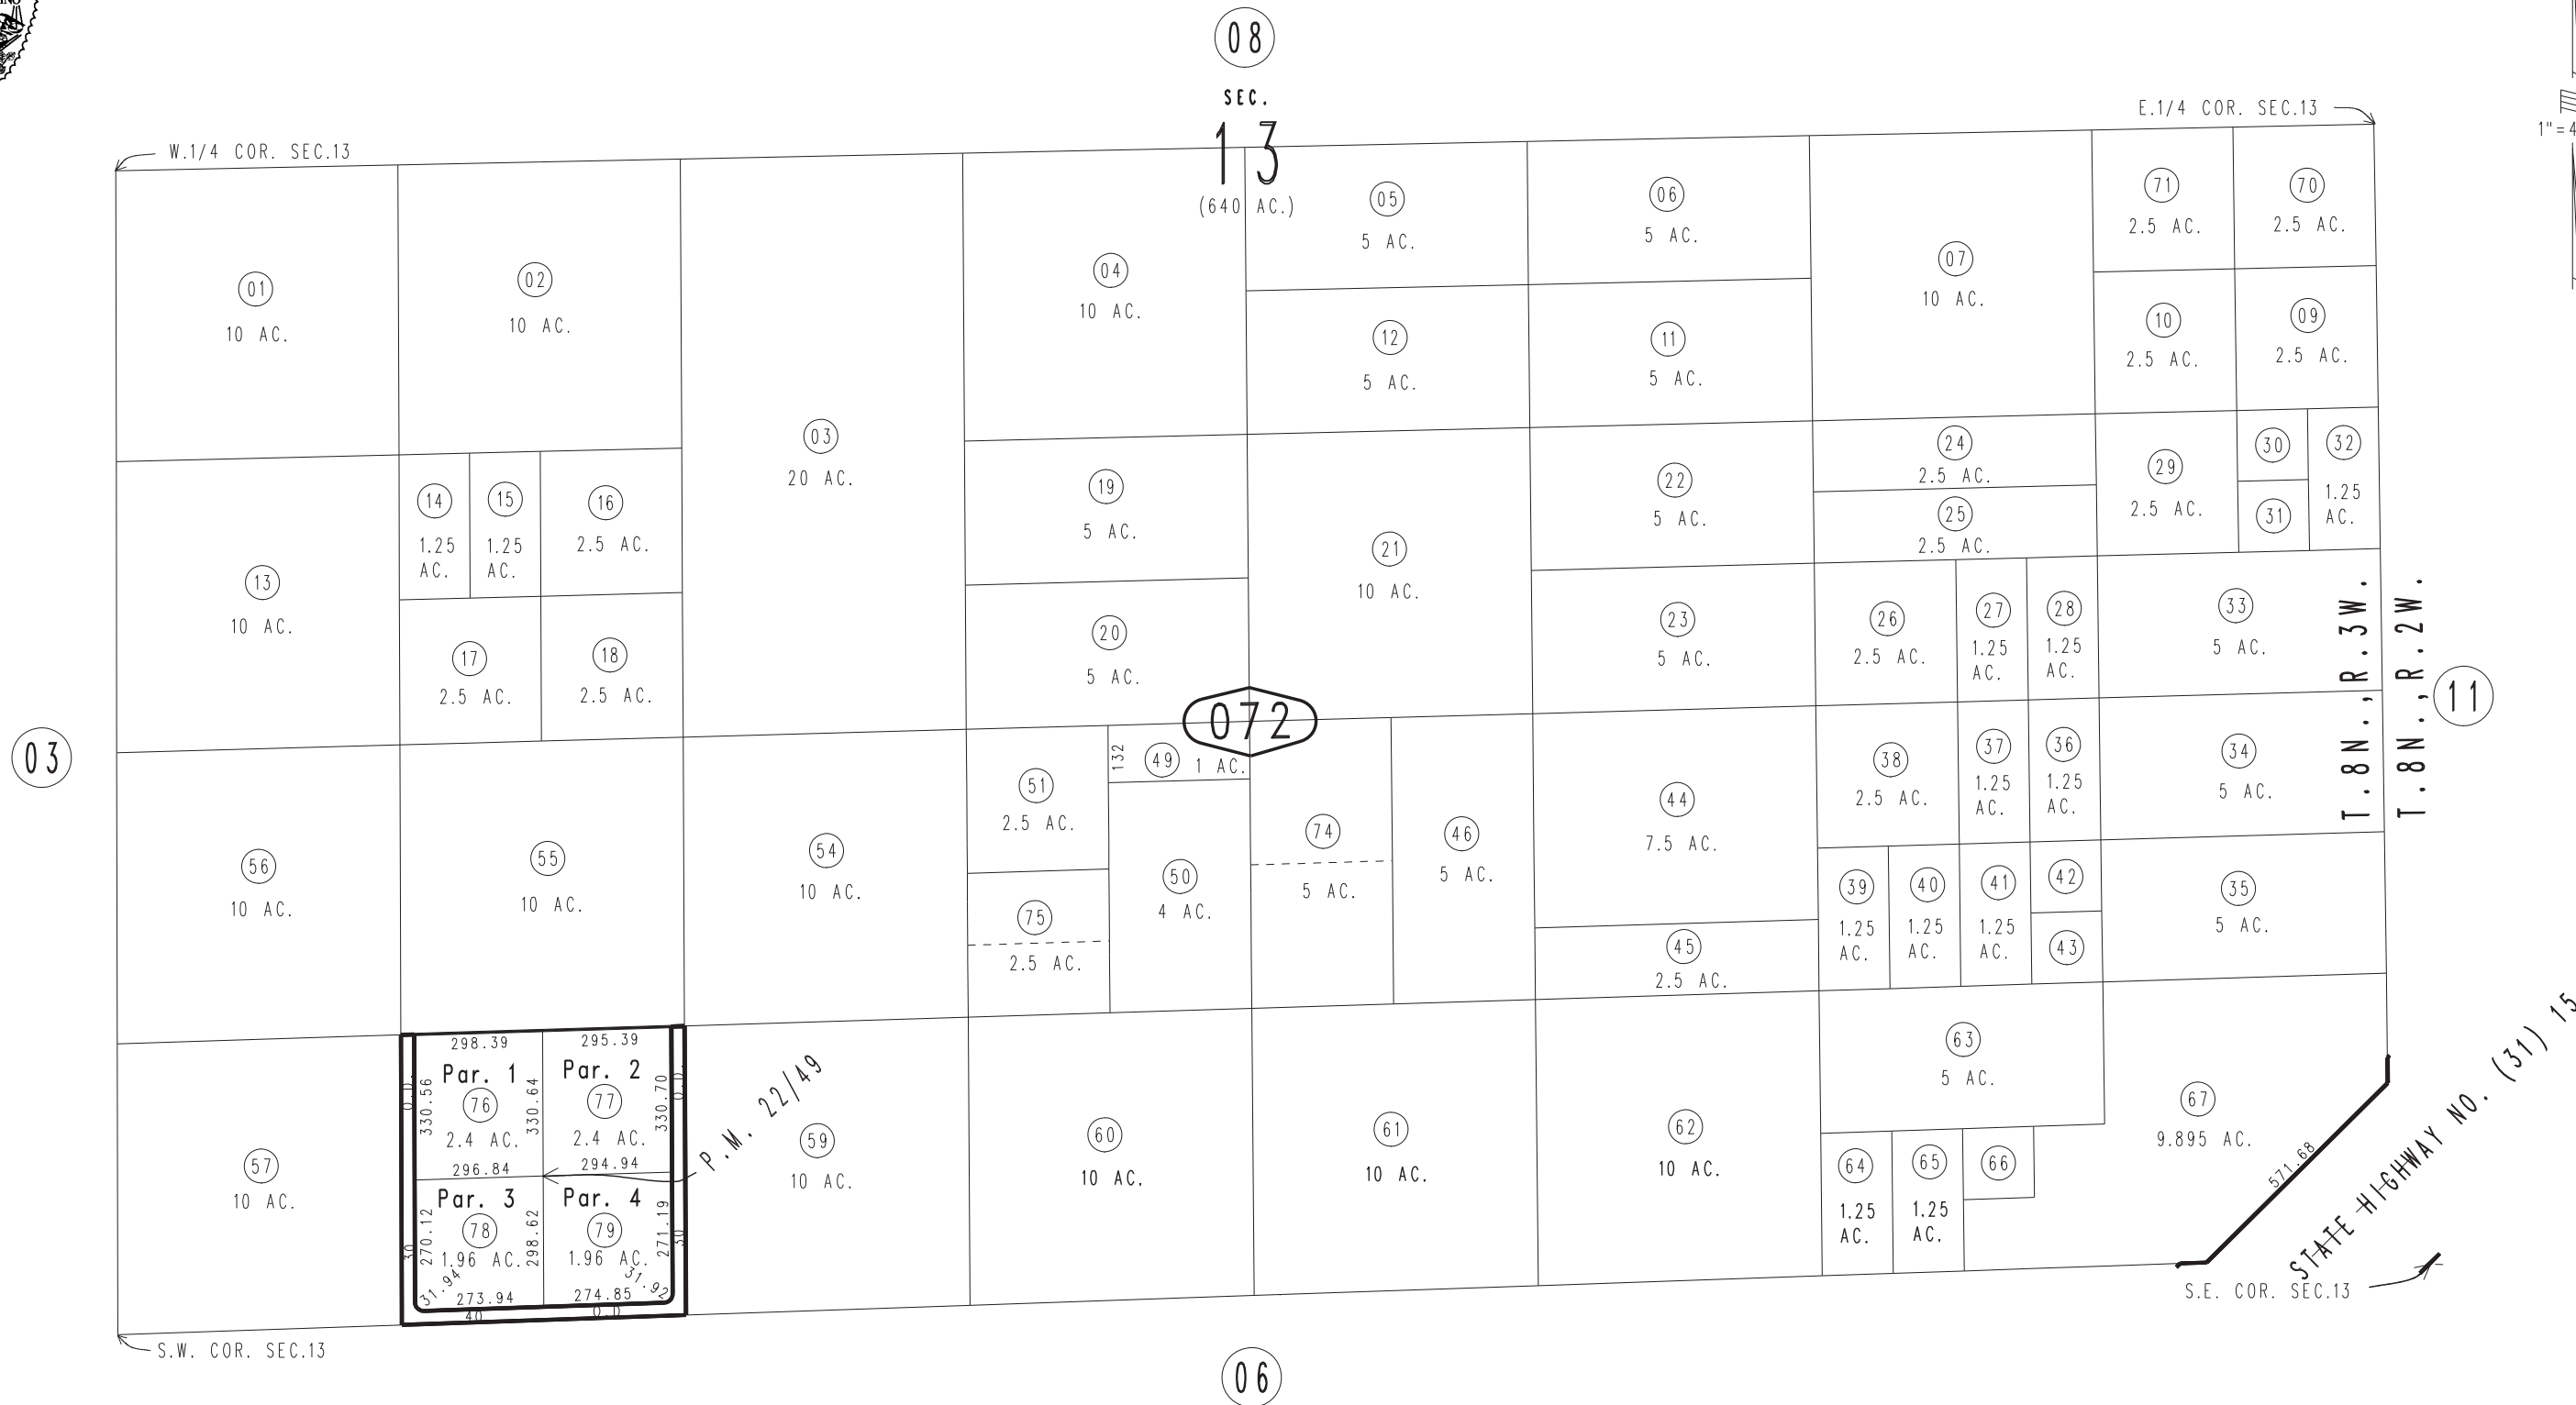 08
SEC.
13
(640 AC.)
W.1/4 COR. SEC.13
E.1/4 COR. SEC.13
01
10 AC.
02
10 AC.
03
20 AC.
04
10 AC.
05
5 AC.
06
5 AC.
07
10 AC.
71
2.5 AC.
70
2.5 AC.
12
5 AC.
11
5 AC.
10
2.5 AC.
09
2.5 AC.
13
10 AC.
14
1.25
AC.
15
1.25
AC.
16
2.5 AC.
17
2.5 AC.
18
2.5 AC.
19
5 AC.
20
5 AC.
21
10 AC.
22
5 AC.
23
5 AC.
24
2.5 AC.
25
2.5 AC.
26
2.5 AC.
27
1.25
AC.
28
1.25
AC.
29
2.5 AC.
30
31
32
1.25
AC.
33
5 AC.
T.8N.,R.3W.
T.8N.,R.2W.
11
03
072
56
10 AC.
55
10 AC.
54
10 AC.
51
2.5 AC.
75
2.5 AC.
132
49 1 AC.
50
4 AC.
74
5 AC.
46
5 AC.
44
7.5 AC.
45
2.5 AC.
38
2.5 AC.
37
1.25
AC.
36
1.25
AC.
34
5 AC.
39
1.25
AC.
40
1.25
AC.
41
1.25
AC.
42
43
35
5 AC.
57
10 AC.
298.39
295.39
Par. 1
76
2.4 AC.
Par. 2
77
2.4 AC.
O.D.
330.56
330.64
330.70
O.D.
296.84
294.94
P.M. 22/49
Par. 3
78
1.96 AC.
Par. 4
79
1.96 AC.
30
270.12
298.62
271.19
30
31.94
273.94
274.85
31.92
40
O.D
59
10 AC.
60
10 AC.
61
10 AC.
62
10 AC.
63
5 AC.
64
1.25
AC.
65
1.25
AC.
66
67
9.895 AC.
571.68
STATE HIGHWAY NO. (31) 15
S.E. COR. SEC.13
S.W. COR. SEC.13
06
1"=4